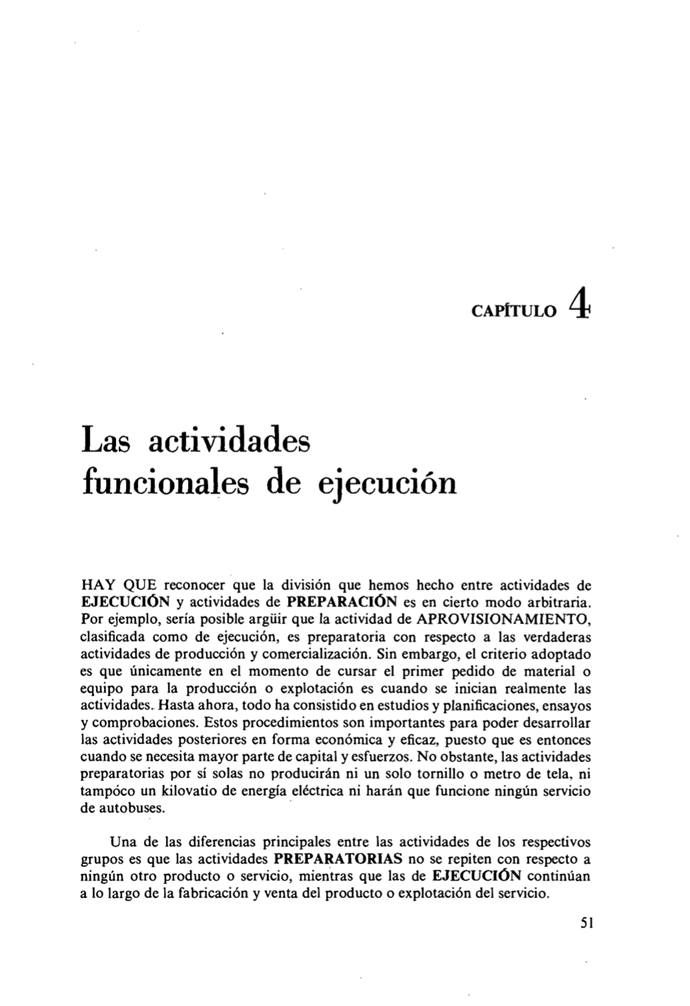 CAPÍTULO 4
Las actividades
funcionales de ejecución
HAY QUE reconocer que la división que hemos hecho entre actividades de
EJECUCIÓN y actividades de PREPARACIÓN es en cierto modo arbitraria.
Por ejemplo, sería posible argüir que la actividad de APROVISIONAMIENTO,
clasificada como de ejecución, es preparatoria con respecto a las verdaderas
actividades de producción y comercialización. Sin embargo, el criterio adoptado
es que únicamente en el momento de cursar el primer pedido de material o
equipo para la producción o explotación es cuando se inician realmente las
actividades. Hasta ahora, todo ha consistido en estudios y planificaciones, ensayos
y comprobaciones. Estos procedimientos son importantes para poder desarrollar
las actividades posteriores en forma económica y eficaz, puesto que es entonces
cuando se necesita mayor parte de capital y esfuerzos. No obstante, las actividades
preparatorias por sí solas no producirán ni un solo tornillo o metro de tela, ni
tampóco un kilovatio de energía eléctrica ni harán que funcione ningún servicio
de autobuses.
Una de las diferencias principales entre las actividades de los respectivos
grupos es que las actividades PREPARATORIAS no se repiten con respecto a
ningún otro producto o servicio, mientras que las de EJECUCIÓN continúan
a lo largo de la fabricación y venta del producto o explotación del servicio.
51